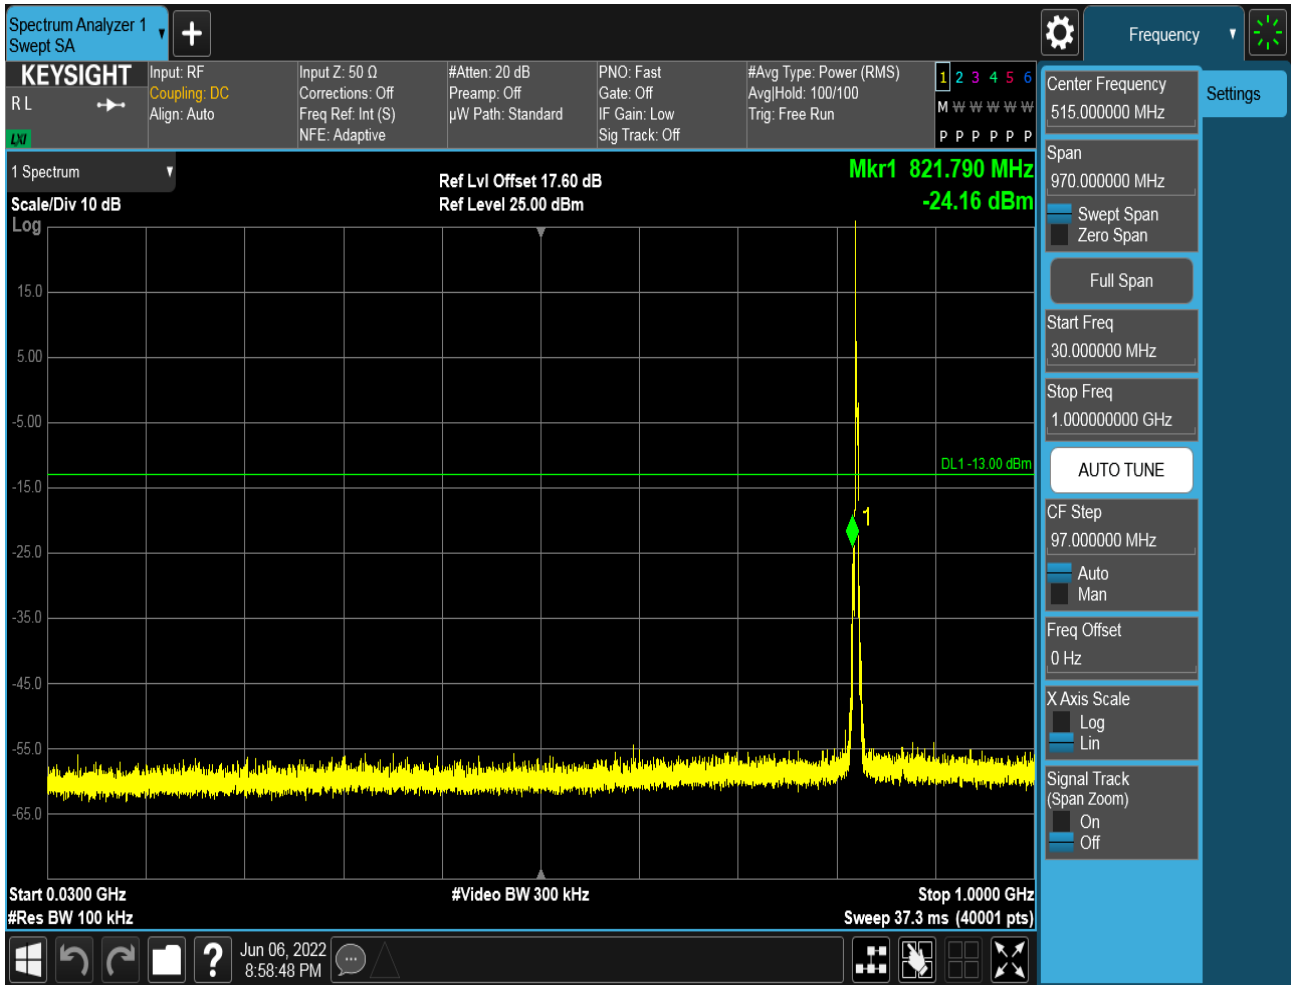 Spectrum Analyzer 1
Swept SA
Frequency
KEYSIGHT
R L
LXI
Input: RF
Coupling: DC
Align: Auto
Input Z: 50 Ω
Corrections: Off
Freq Ref: Int (S)
NFE: Adaptive
#Atten: 20 dB
Preamp: Off
µW Path: Standard
PNO: Fast
Gate: Off
IF Gain: Low
Sig Track: Off
#Avg Type: Power (RMS)
Avg|Hold: 100/100
Trig: Free Run
1 2 3 4 5 6
M W W W W W
P P P P P P
1 Spectrum
Scale/Div 10 dB
Log
Ref Lvl Offset 17.60 dB
Ref Level 25.00 dBm
Mkr1 821.790 MHz
-24.16 dBm
15.0
5.00
-5.00
-15.0
-25.0
-35.0
-45.0
-55.0
-65.0
DL1 -13.00 dBm
1
Start 0.0300 GHz
#Res BW 100 kHz
#Video BW 300 kHz
Stop 1.0000 GHz
Sweep 37.3 ms (40001 pts)
Center Frequency
515.000000 MHz
Settings
Span
970.000000 MHz
Swept Span
Zero Span
Full Span
Start Freq
30.000000 MHz
Stop Freq
1.000000000 GHz
AUTO TUNE
CF Step
97.000000 MHz
Auto
Man
Freq Offset
0 Hz
X Axis Scale
Log
Lin
Signal Track
(Span Zoom)
On
Off
?
Jun 06, 2022
8:58:48 PM